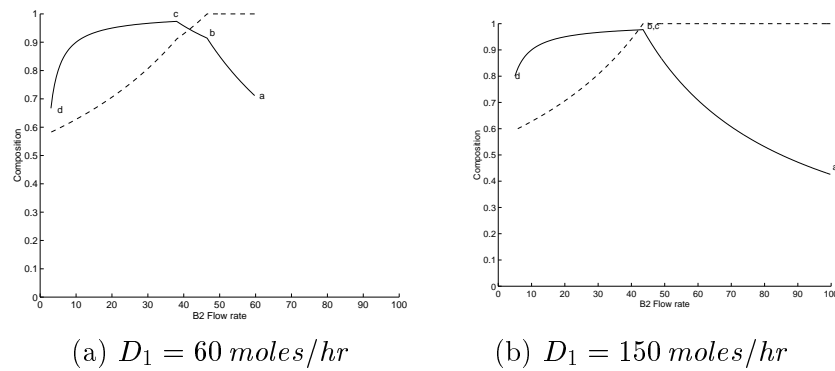 1
0.9
0.8
0.7
0.6
0.5
0.4
0.3
0.2
0.1
0
Composition
c
b
a
d
0 10 20 30 40 50 60 70 80 90 100
B2 Flow rate
(a) D₁ = 60 moles/hr
1
0.9
0.8
0.7
0.6
0.5
0.4
0.3
0.2
0.1
0
Composition
b,c
d
a
0 10 20 30 40 50 60 70 80 90 100
B2 Flow rate
(b) D₁ = 150 moles/hr